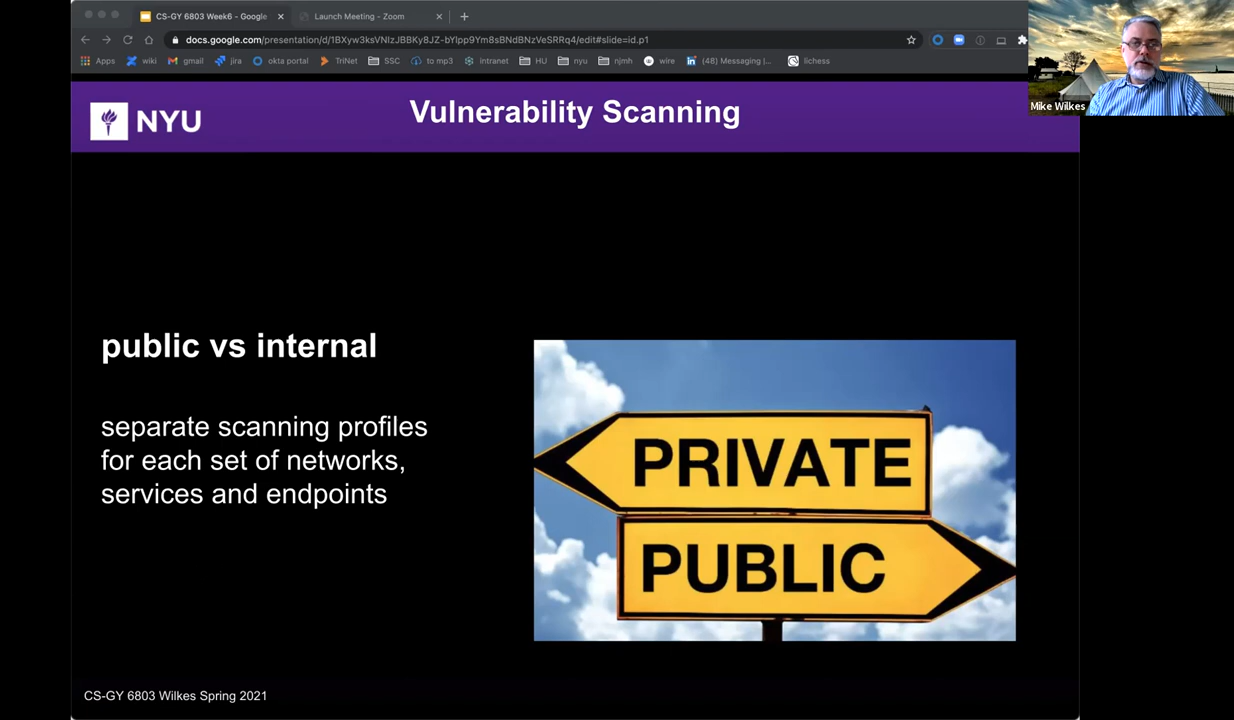 CS-GY 6803 Week6 - Google
Launch Meeting - Zoom
docs.google.com/presentation/d/1BXyw3ksVNIzJBBKy8JZ-bYlpp9Ym8sBNdBNzVeSRRq4/edit#slide=id.p1
Apps wiki gmail jira okta portal TriNet SSC to mp3 Intranet HU nyu njmh wire (48) Messaging |... lichess
Mike Wilkes
NYU
Vulnerability Scanning
public vs internal
separate scanning profiles
for each set of networks,
services and endpoints
PRIVATE
PUBLIC
CS-GY 6803 Wilkes Spring 2021